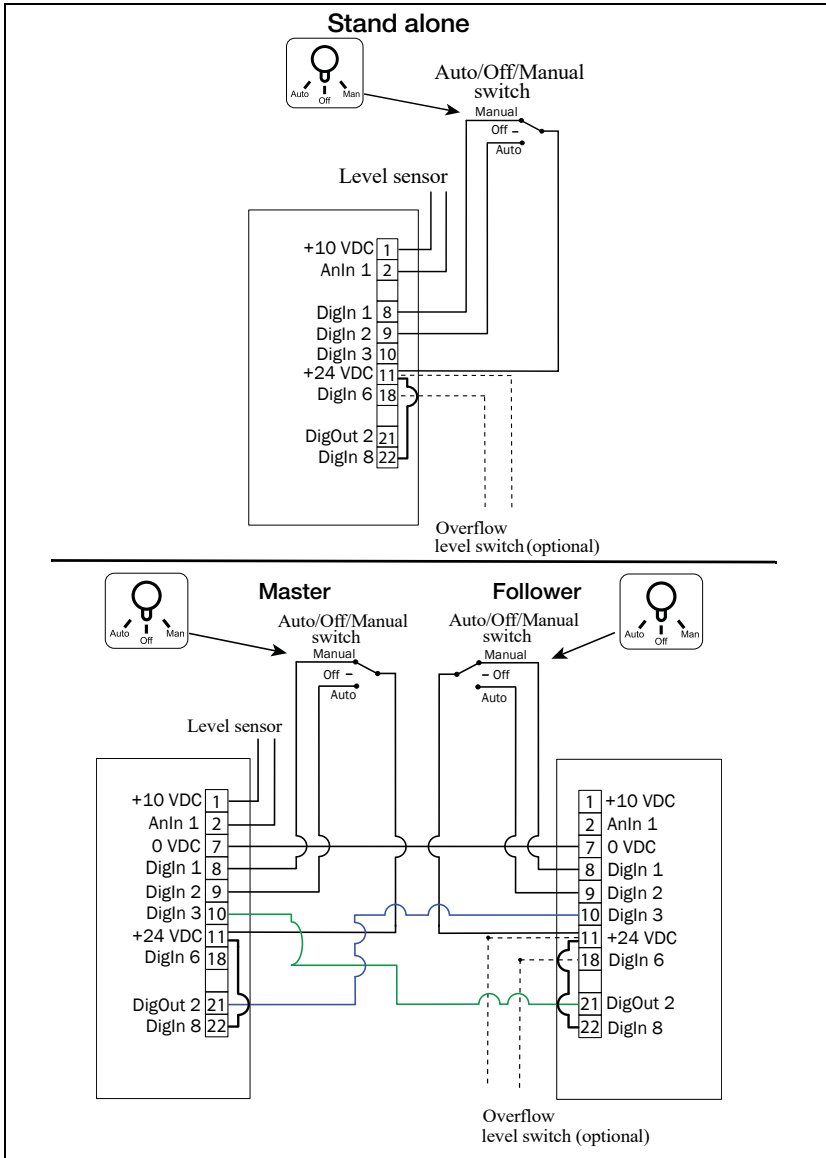 Stand alone
Auto
Off
Man
Auto/Off/Manual
switch
Manual
Off
Auto
Level sensor
+10 VDC 1
AnIn 1 2
DigIn 1 8
DigIn 2 9
DigIn 3 10
+24 VDC 11
DigIn 6 18
DigOut 2 21
DigIn 8 22
Overflow
level switch (optional)
Master
Auto
Off
Man
Auto/Off/Manual
switch
Manual
Off
Auto
Level sensor
+10 VDC 1
AnIn 1 2
0 VDC 7
DigIn 1 8
DigIn 2 9
DigIn 3 10
+24 VDC 11
DigIn 6 18
DigOut 2 21
DigIn 8 22
Follower
Auto/Off/Manual
switch
Manual
Off
Auto
Auto
Off
Man
1 +10 VDC
2 AnIn 1
7 0 VDC
8 DigIn 1
9 DigIn 2
10 DigIn 3
11 +24 VDC
18 DigIn 6
21 DigOut 2
22 DigIn 8
Overflow
level switch (optional)